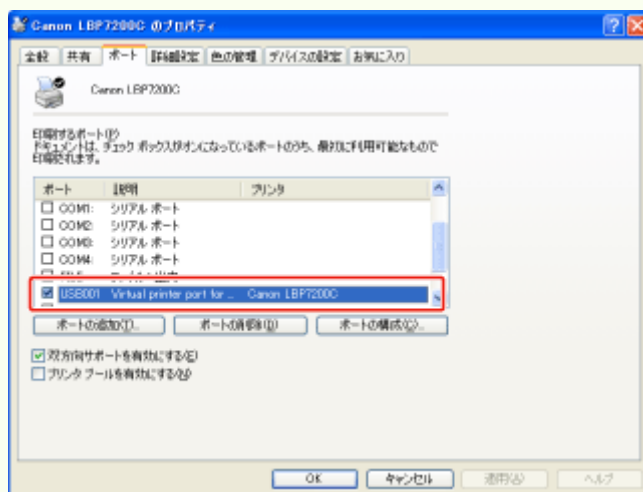 Canon LBP7200C のプロパティ
全般 共有 ポート 詳細設定 色の管理 デバイスの設定 お気に入り
Canon LBP7200C
印刷するポート(P)
ドキュメントは、チェック ボックスがオンになっているポートのうち、最初に利用可能なもので
印刷されます。
ポート 説明 プリンタ
COM1: シリアル ポート
COM2: シリアル ポート
COM3: シリアル ポート
COM4: シリアル ポート
USB001 Virtual printer port for ... Canon LBP7200C
ポートの追加(T)... ポートの削除(D) ポートの構成(C)...
双方向サポートを有効にする(E)
プリンタ プールを有効にする(N)
OK キャンセル 適用(A) ヘルプ